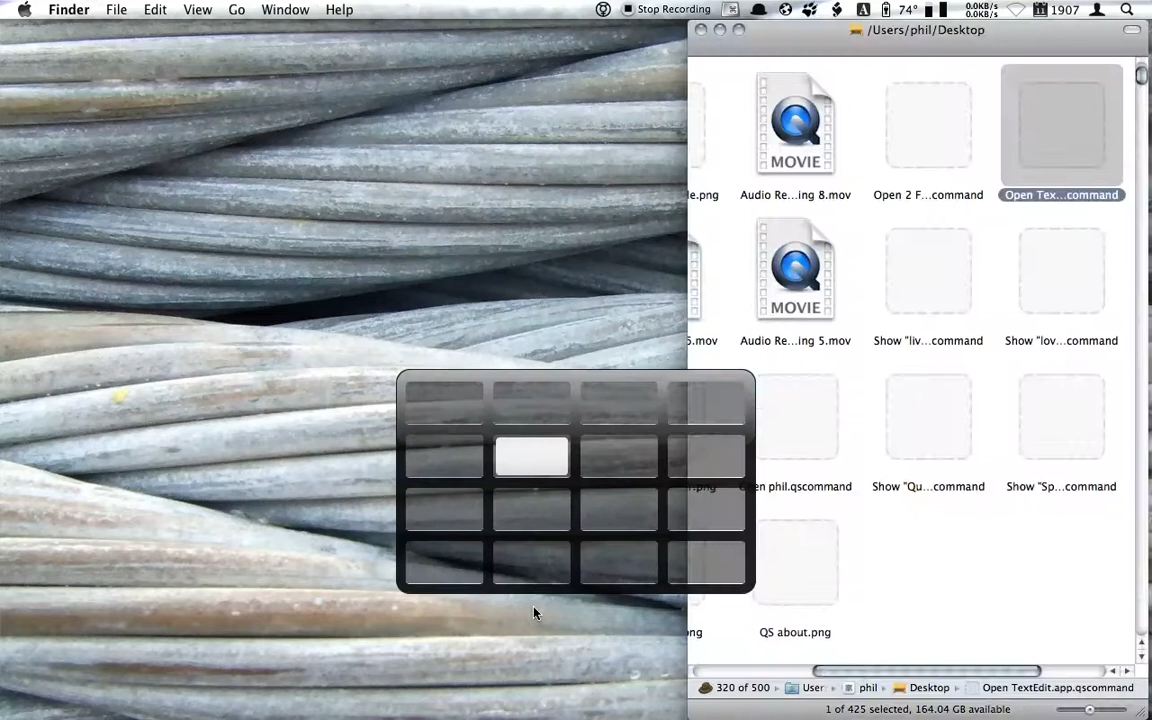 Finder File Edit View Go Window Help Stop Recording A 74° 0.0KB/s 0.0KB/s 11 1907
/Users/phil/Desktop
MOVIE
le.png Audio Re...ing 8.mov Open 2 F...command Open Tex...command
MOVIE
6.mov Audio Re...ing 5.mov Show "liv...command Show "lov...command
.png en phil.qscommand Show "Qu...command Show "Sp...command
png QS about.png
320 of 500 User phil Desktop Open TextEdit.app.qscommand
1 of 425 selected, 164.04 GB available